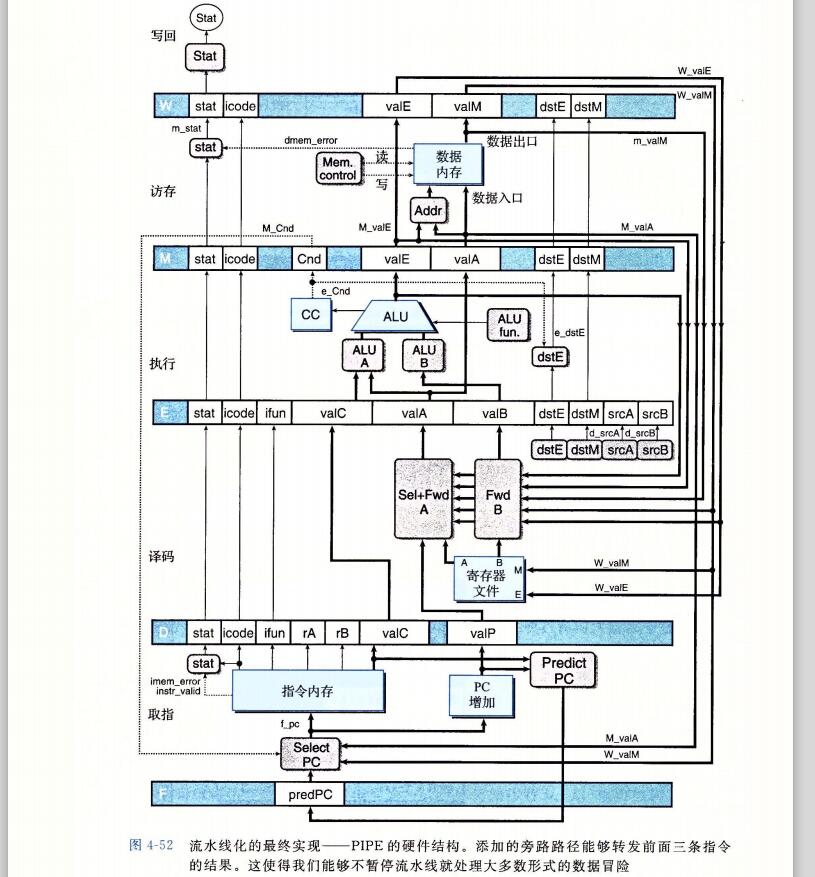 Stat
写回
Stat
W_valE
W stat icode valE valM dstE dstM
W_valM
m_stat
stat
dmem_error
数据出口
m_valM
Mem. control
读
写
数据
内存
访存
Addr
数据入口
M_Cnd
M_valE
M_valA
M stat icode Cnd valE valA dstE dstM
e_Cnd
CC
ALU
ALU
fun.
e_dstE
dstE
ALU
A
ALU
B
执行
E stat icode ifun valC valA valB dstE dstM srcA srcB
d_srcA d_srcB
dstE dstM srcA srcB
Sel+Fwd
A
Fwd
B
译码
A B
寄存器
文件
M
E
W_valM
W_valE
D stat icode ifun rA rB valC valP
stat
imem_error
instr_valid
指令内存
PC
增加
Predict
PC
取指
f_pc
Select
PC
M_valA
W_valM
F predPC
图 4-52 流水线化的最终实现——PIPE 的硬件结构。添加的旁路路径能够转发前面三条指令
的结果。这使得我们能够不暂停流水线就处理大多数形式的数据冒险